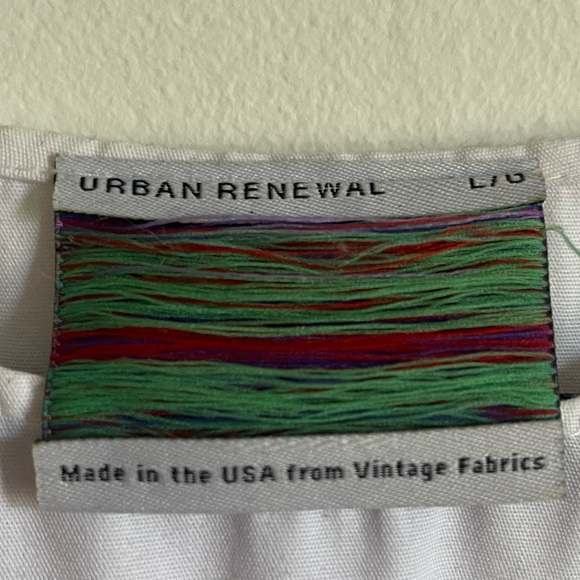 URBAN RENEWAL L/G
Made in the USA from Vintage Fabrics